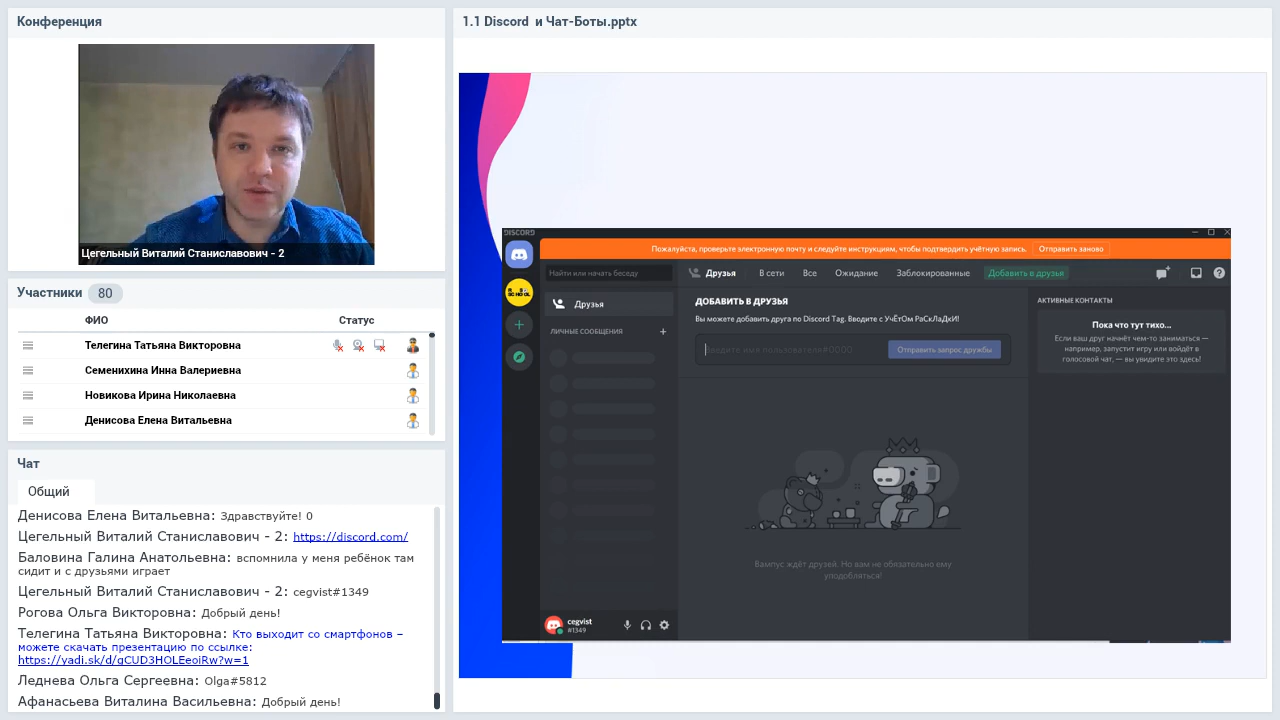 Конференция
Цегельный Виталий Станиславович - 2
Участники 80
ФИО Статус
Телегина Татьяна Викторовна
Семенихина Инна Валериевна
Новикова Ирина Николаевна
Денисова Елена Витальевна
Чат
Общий
Денисова Елена Витальевна: Здравствуйте! 0
Цегельный Виталий Станиславович - 2: https://discord.com/
Баловина Галина Анатольевна: вспомнила у меня ребёнок там
сидит и с друзьями играет
Цегельный Виталий Станиславович - 2: cegvist#1349
Рогова Ольга Викторовна: Добрый день!
Телегина Татьяна Викторовна: Кто выходит со смартфонов –
можете скачать презентацию по ссылке:
https://yadi.sk/d/gCUD3HOLEeoiRw?w=1
Леднева Ольга Сергеевна: Olga#5812
Афанасьева Виталина Васильевна: Добрый день!
1.1 Discord и Чат-Боты.pptx
DISCORD
Пожалуйста, проверьте электронную почту и следуйте инструкциям, чтобы подтвердить учётную запись. Отправить заново
Найти или начать беседу
Друзья В сети Все Ожидание Заблокированные Добавить в друзья
Друзья
ЛИЧНЫЕ СООБЩЕНИЯ +
ДОБАВИТЬ В ДРУЗЬЯ
Вы можете добавить друга по Discord Tag. Вводите с УчЁтОм РаСкЛаДкИ!
Введите имя пользователя#0000 Отправить запрос дружбы
Вампус ждёт друзей. Но вам не обязательно ему
уподобляться!
АКТИВНЫЕ КОНТАКТЫ
Пока что тут тихо...
Если ваш друг начнёт чем-то заниматься —
например, запустит игру или войдёт в
голосовой чат, — вы увидите это здесь!
cegvist
#1349